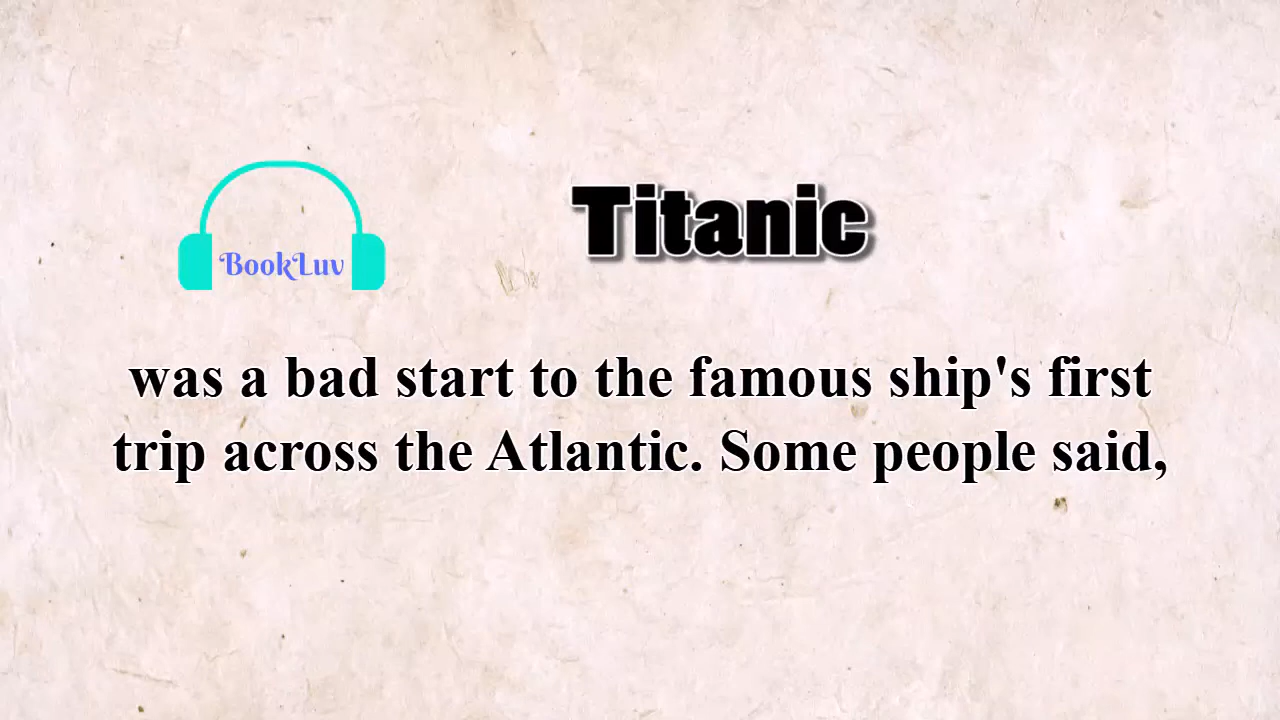 BookLuv
Titanic
was a bad start to the famous ship's first
trip across the Atlantic. Some people said,